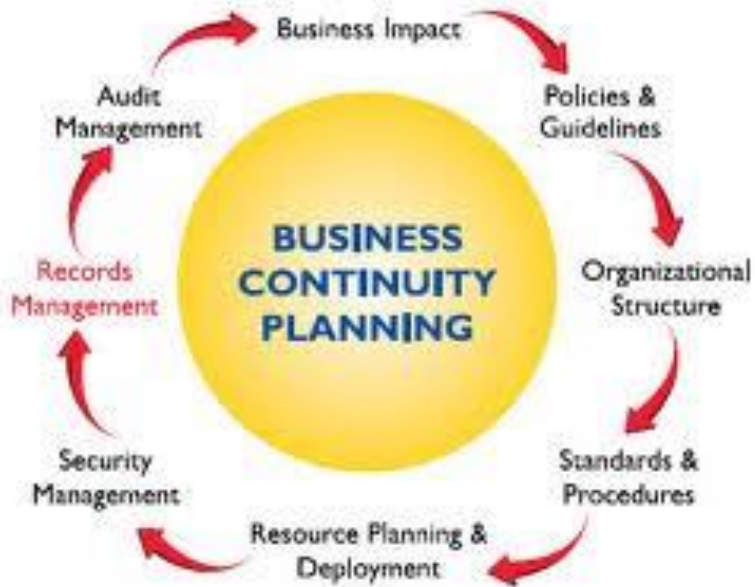 Business Impact
Policies &
Guidelines
Organizational
Structure
Standards &
Procedures
Resource Planning &
Deployment
Security
Management
Records
Management
Audit
Management
BUSINESS
CONTINUITY
PLANNING